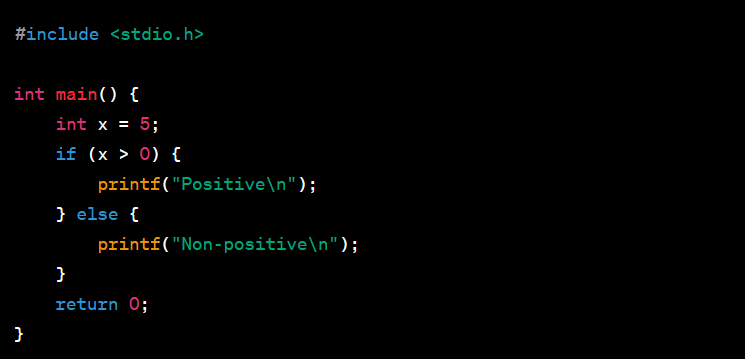 #include <stdio.h>

int main() {
    int x = 5;
    if (x > 0) {
        printf("Positive\n");
    } else {
        printf("Non-positive\n");
    }
    return 0;
}